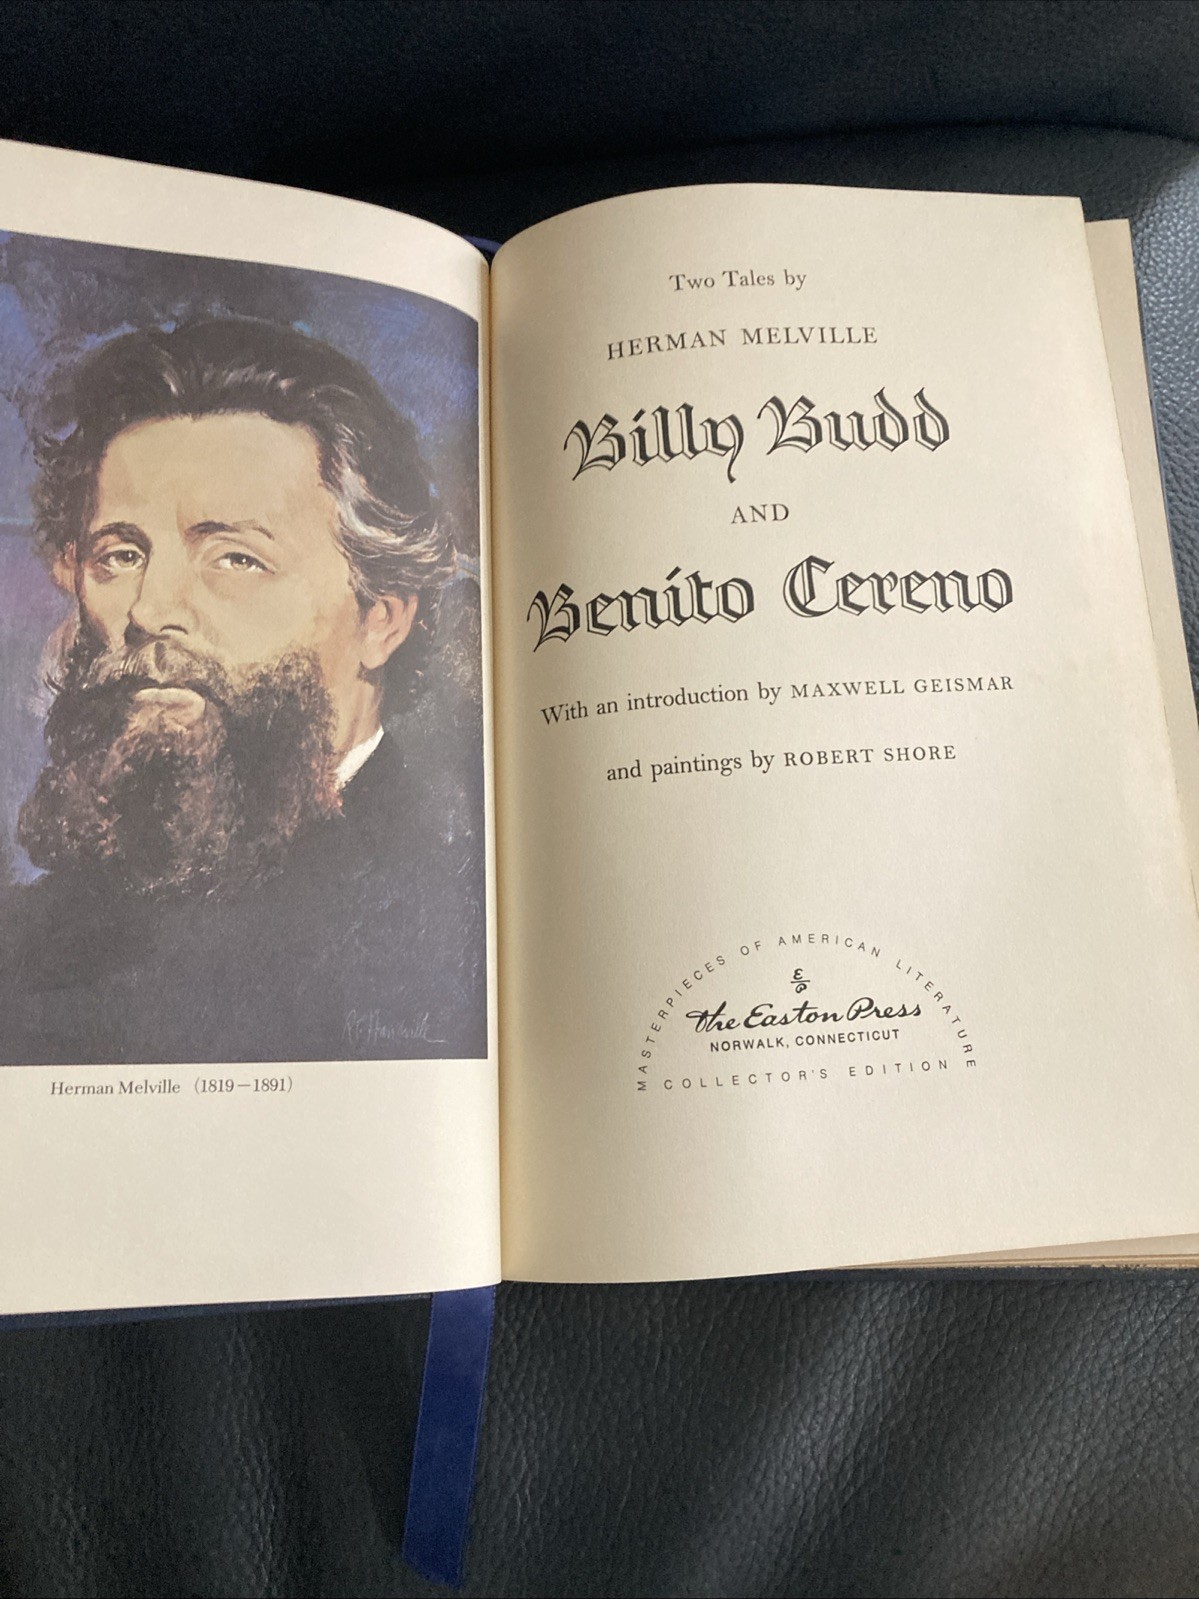 Herman Melville (1819—1891)
Two Tales by
HERMAN MELVILLE
Billy Budd
AND
Benito Cereno
With an introduction by MAXWELL GEISMAR
and paintings by ROBERT SHORE
MASTERPIECES OF AMERICAN LITERATURE
E/P
The Easton Press
NORWALK, CONNECTICUT
COLLECTOR'S EDITION